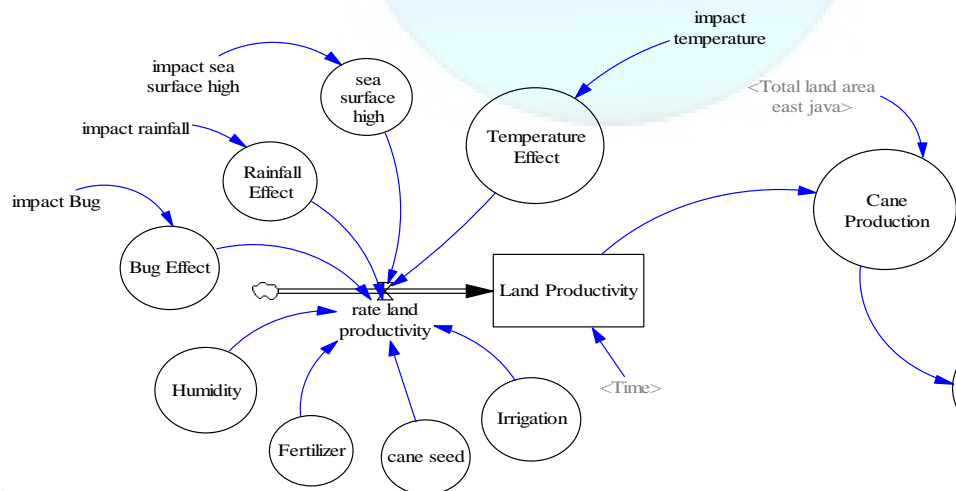 impact
temperature
impact sea
surface high
sea
surface
high
<Total land area
east java>
impact rainfall
Temperature
Effect
Rainfall
Effect
impact Bug
Cane
Production
Bug Effect
Land Productivity
rate land
productivity
Humidity
<Time>
Irrigation
Fertilizer
cane seed